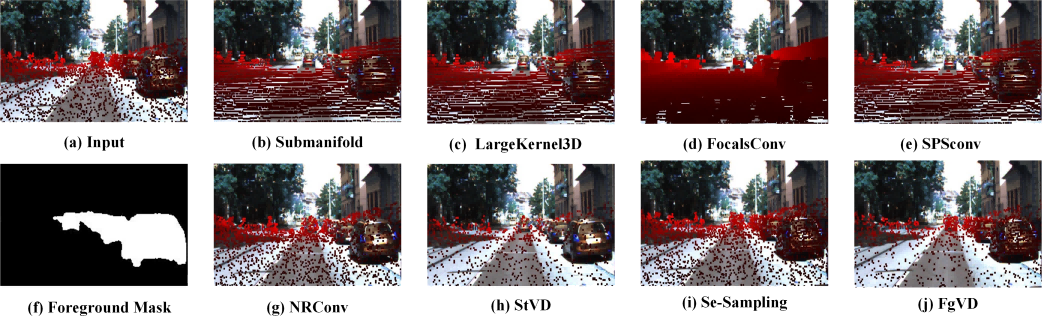 (a) Input
(b) Submanifold
(c) LargeKernel3D
(d) FocalsConv
(e) SPSconv
(f) Foreground Mask
(g) NRConv
(h) StVD
(i) Se-Sampling
(j) FgVD